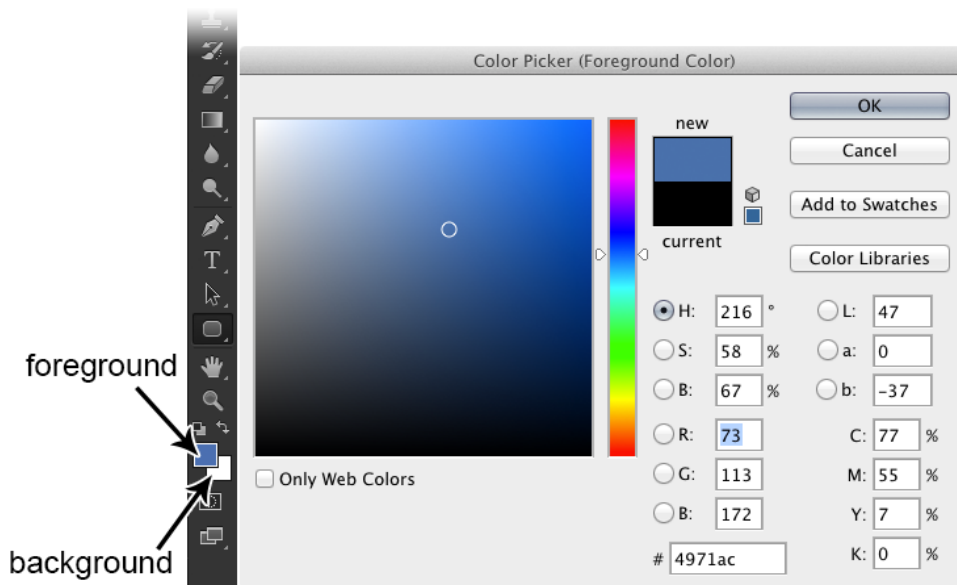 Color Picker (Foreground Color)
new
current
OK
Cancel
Add to Swatches
Color Libraries
H: 216 °
S: 58 %
B: 67 %
R: 73
G: 113
B: 172
# 4971ac
L: 47
a: 0
b: -37
C: 77 %
M: 55 %
Y: 7 %
K: 0 %
Only Web Colors
T
foreground
background